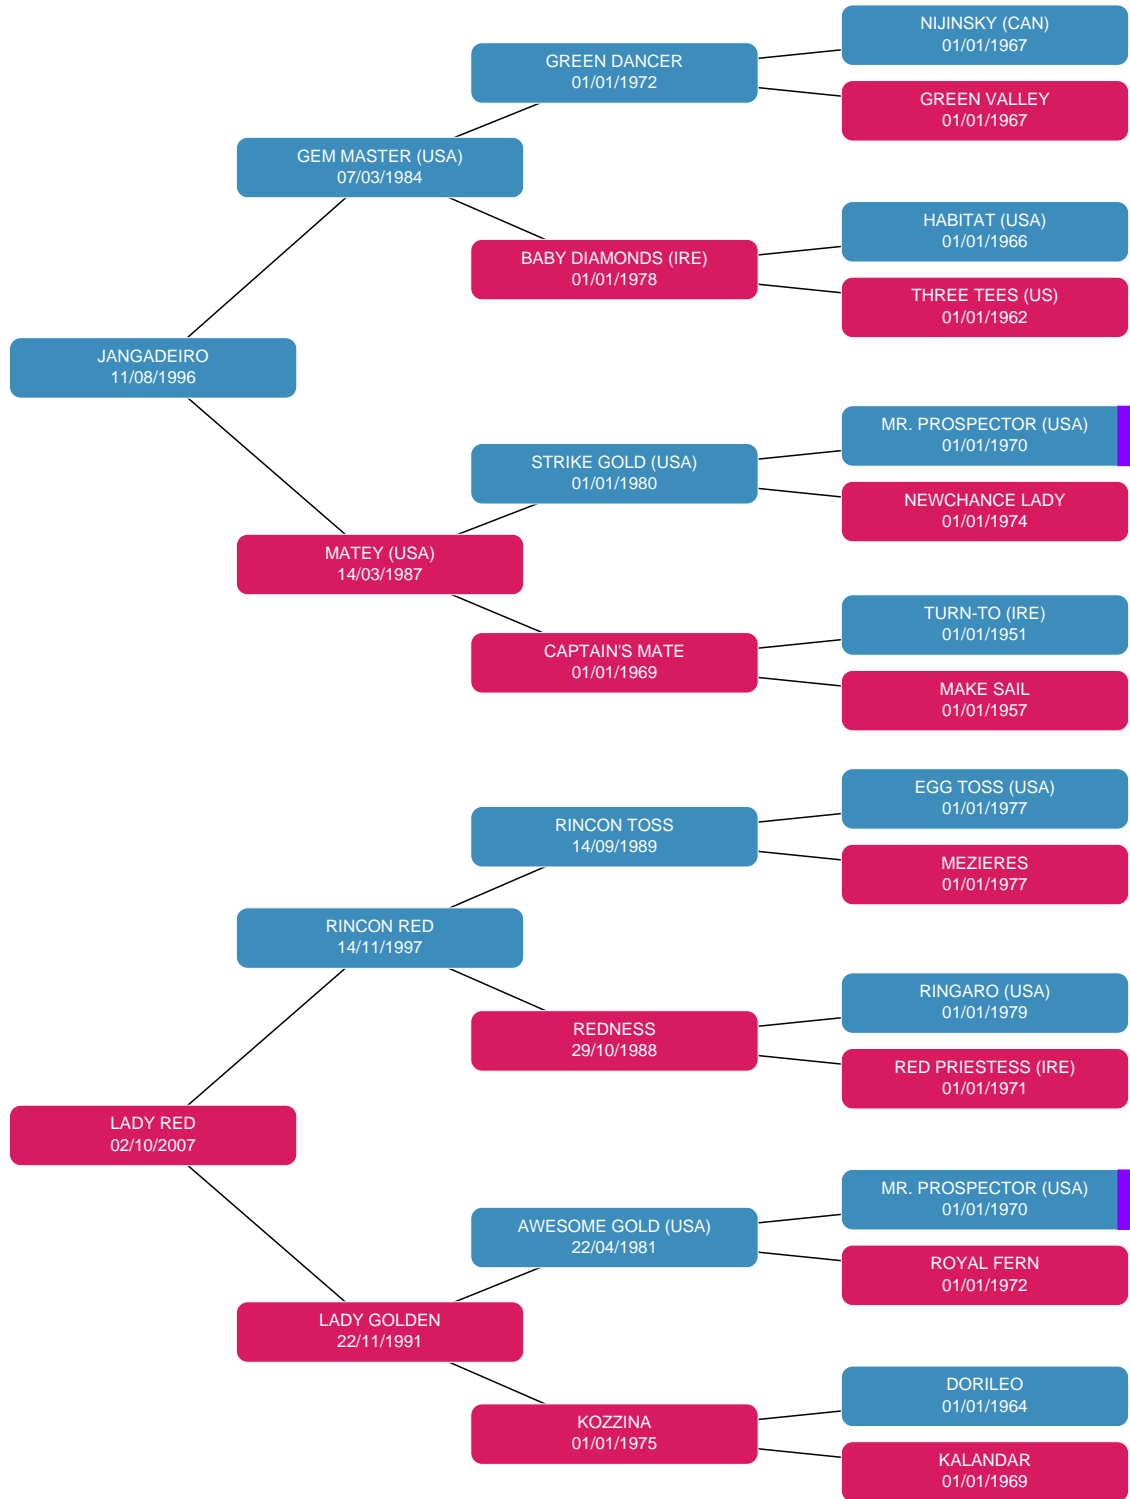 NIJINSKY (CAN)
01/01/1967
GREEN DANCER
01/01/1972
GREEN VALLEY
01/01/1967
GEM MASTER (USA)
07/03/1984
HABITAT (USA)
01/01/1966
BABY DIAMONDS (IRE)
01/01/1978
THREE TEES (US)
01/01/1962
JANGADEIRO
11/08/1996
MR. PROSPECTOR (USA)
01/01/1970
STRIKE GOLD (USA)
01/01/1980
NEWCHANCE LADY
01/01/1974
MATEY (USA)
14/03/1987
TURN-TO (IRE)
01/01/1951
CAPTAIN'S MATE
01/01/1969
MAKE SAIL
01/01/1957
EGG TOSS (USA)
01/01/1977
RINCON TOSS
14/09/1989
MEZIERES
01/01/1977
RINCON RED
14/11/1997
RINGARO (USA)
01/01/1979
REDNESS
29/10/1988
RED PRIESTESS (IRE)
01/01/1971
LADY RED
02/10/2007
MR. PROSPECTOR (USA)
01/01/1970
AWESOME GOLD (USA)
22/04/1981
ROYAL FERN
01/01/1972
LADY GOLDEN
22/11/1991
DORILEO
01/01/1964
KOZZINA
01/01/1975
KALANDAR
01/01/1969